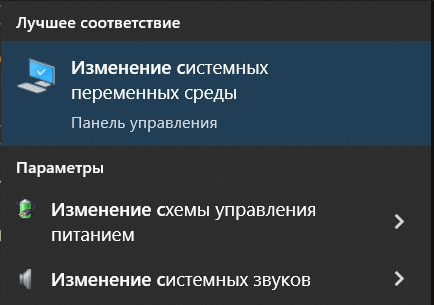 Лучшее соответствие
Изменение системных
переменных среды
Панель управления
Параметры
Изменение схемы управления
питанием
Изменение системных звуков